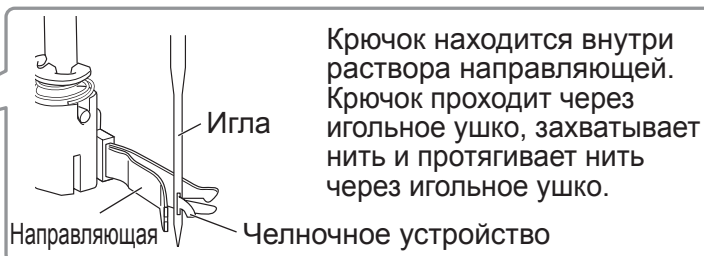 Крючок находится внутри
раствора направляющей.
Крючок проходит через
игольное ушко, захватывает
нить и протягивает нить
через игольное ушко.
Игла
Направляющая
Челночное устройство